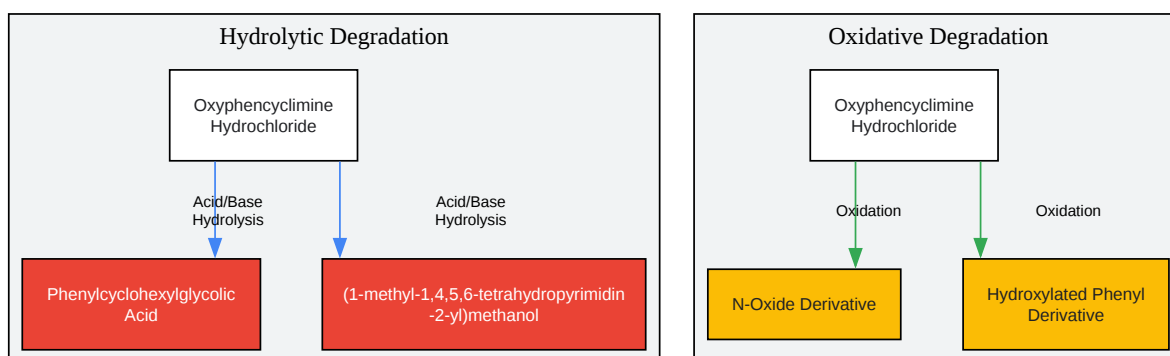 Hydrolytic Degradation
Oxyphencyclimine
Hydrochloride
Acid/Base
Hydrolysis
Acid/Base
Hydrolysis
Phenylcyclohexylglycolic
Acid
(1-methyl-1,4,5,6-tetrahydropyrimidin
-2-yl)methanol
Oxidative Degradation
Oxyphencyclimine
Hydrochloride
Oxidation
Oxidation
N-Oxide Derivative
Hydroxylated Phenyl
Derivative